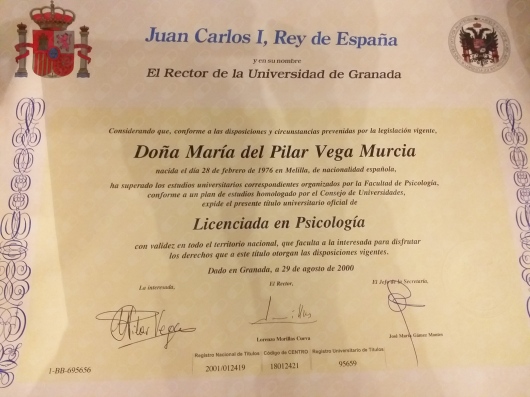 Juan Carlos I, Rey de España
y en su nombre
El Rector de la Universidad de Granada
Considerando que, conforme a las disposiciones y circunstancias prevenidas por la legislación vigente,
Doña María del Pilar Vega Murcia
nacida el día 28 de febrero de 1976 en Melilla, de nacionalidad española,
ha superado los estudios universitarios correspondientes organizados por la Facultad de Psicología,
conforme a un plan de estudios homologado por el Consejo de Universidades,
expide el presente título universitario oficial de
Licenciada en Psicología
con validez en todo el territorio nacional, que faculta a la interesada para disfrutar
los derechos que a este título otorgan las disposiciones vigentes.
Dado en Granada, a 29 de agosto de 2000
La interesada, El Rector, El Jefe de la Secretaría,
Pilar Vega
Lorenzo Morillas Cueva
José María Gámez Montes
Registro Nacional de Títulos Código de CENTRO Registro Universitario de Títulos
1-BB-695656 2001/012419 18012421 95659